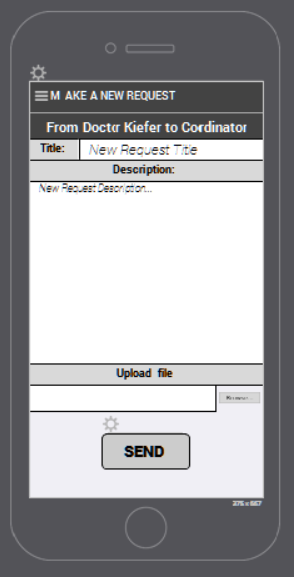 M AKE A NEW REQUEST
From Doctor Kiefer to Cordinator
Title: New Request Title
Description:
New Request Description...
Upload file
Browse...
SEND
375 x 667